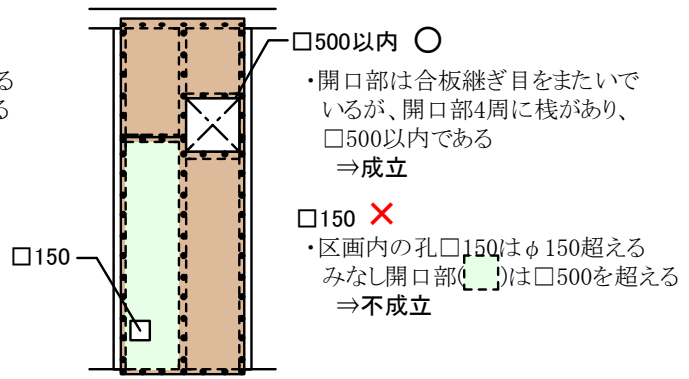 □500以内 ○
・開口部は合板継ぎ目をまたいで
いるが、開口部4周に桟があり、
□500以内である
⇒成立
る
る
□150 ×
・区画内の孔□150はφ150超える
みなし開口部( )は□500を超える
⇒不成立
□150